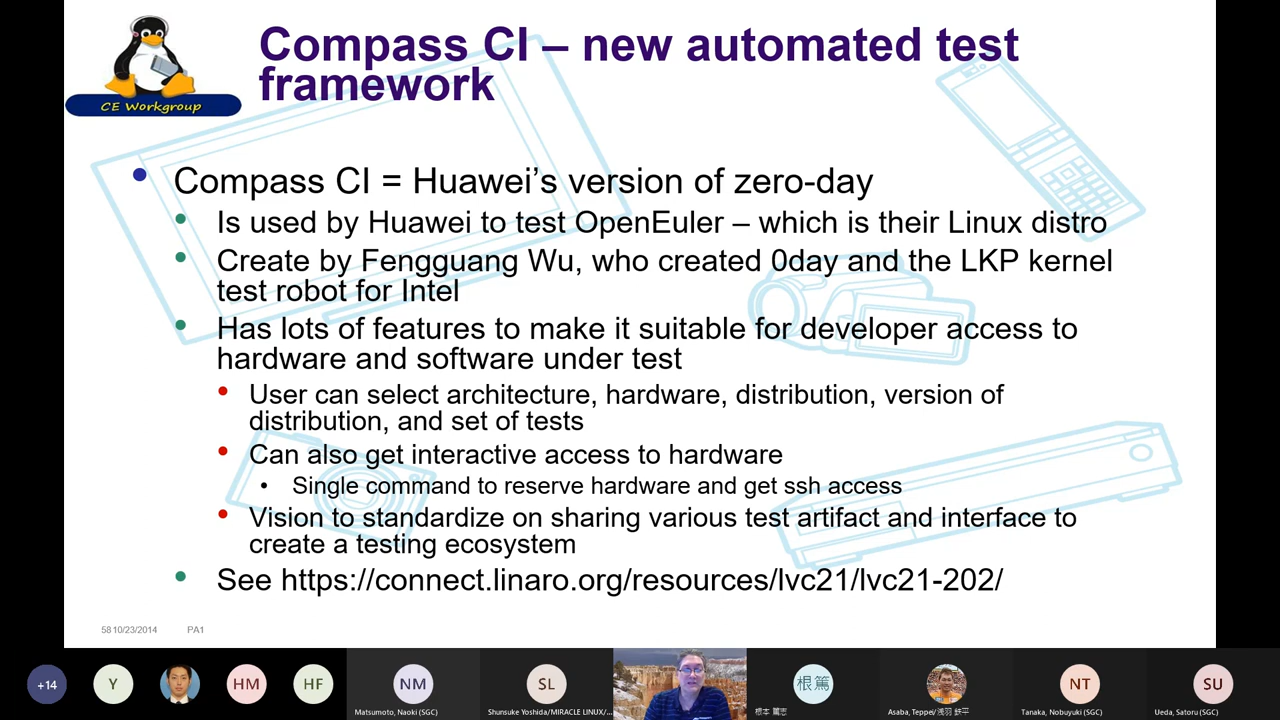 Compass CI – new automated test
framework
CE Workgroup
Compass CI = Huawei’s version of zero-day
Is used by Huawei to test OpenEuler – which is their Linux distro
Create by Fengguang Wu, who created 0day and the LKP kernel
test robot for Intel
Has lots of features to make it suitable for developer access to
hardware and software under test
User can select architecture, hardware, distribution, version of
distribution, and set of tests
Can also get interactive access to hardware
Single command to reserve hardware and get ssh access
Vision to standardize on sharing various test artifact and interface to
create a testing ecosystem
See https://connect.linaro.org/resources/lvc21/lvc21-202/
58 10/23/2014 PA1
+14 Y HM HF NM SL 根篤 NT SU
Matsumoto, Naoki (SGC) Shunsuke Yoshida/MIRACLE LINUX/... 根本 篤志 Asaba, Teppei/浅羽 鉄平 Tanaka, Nobuyuki (SGC) Ueda, Satoru (SGC)